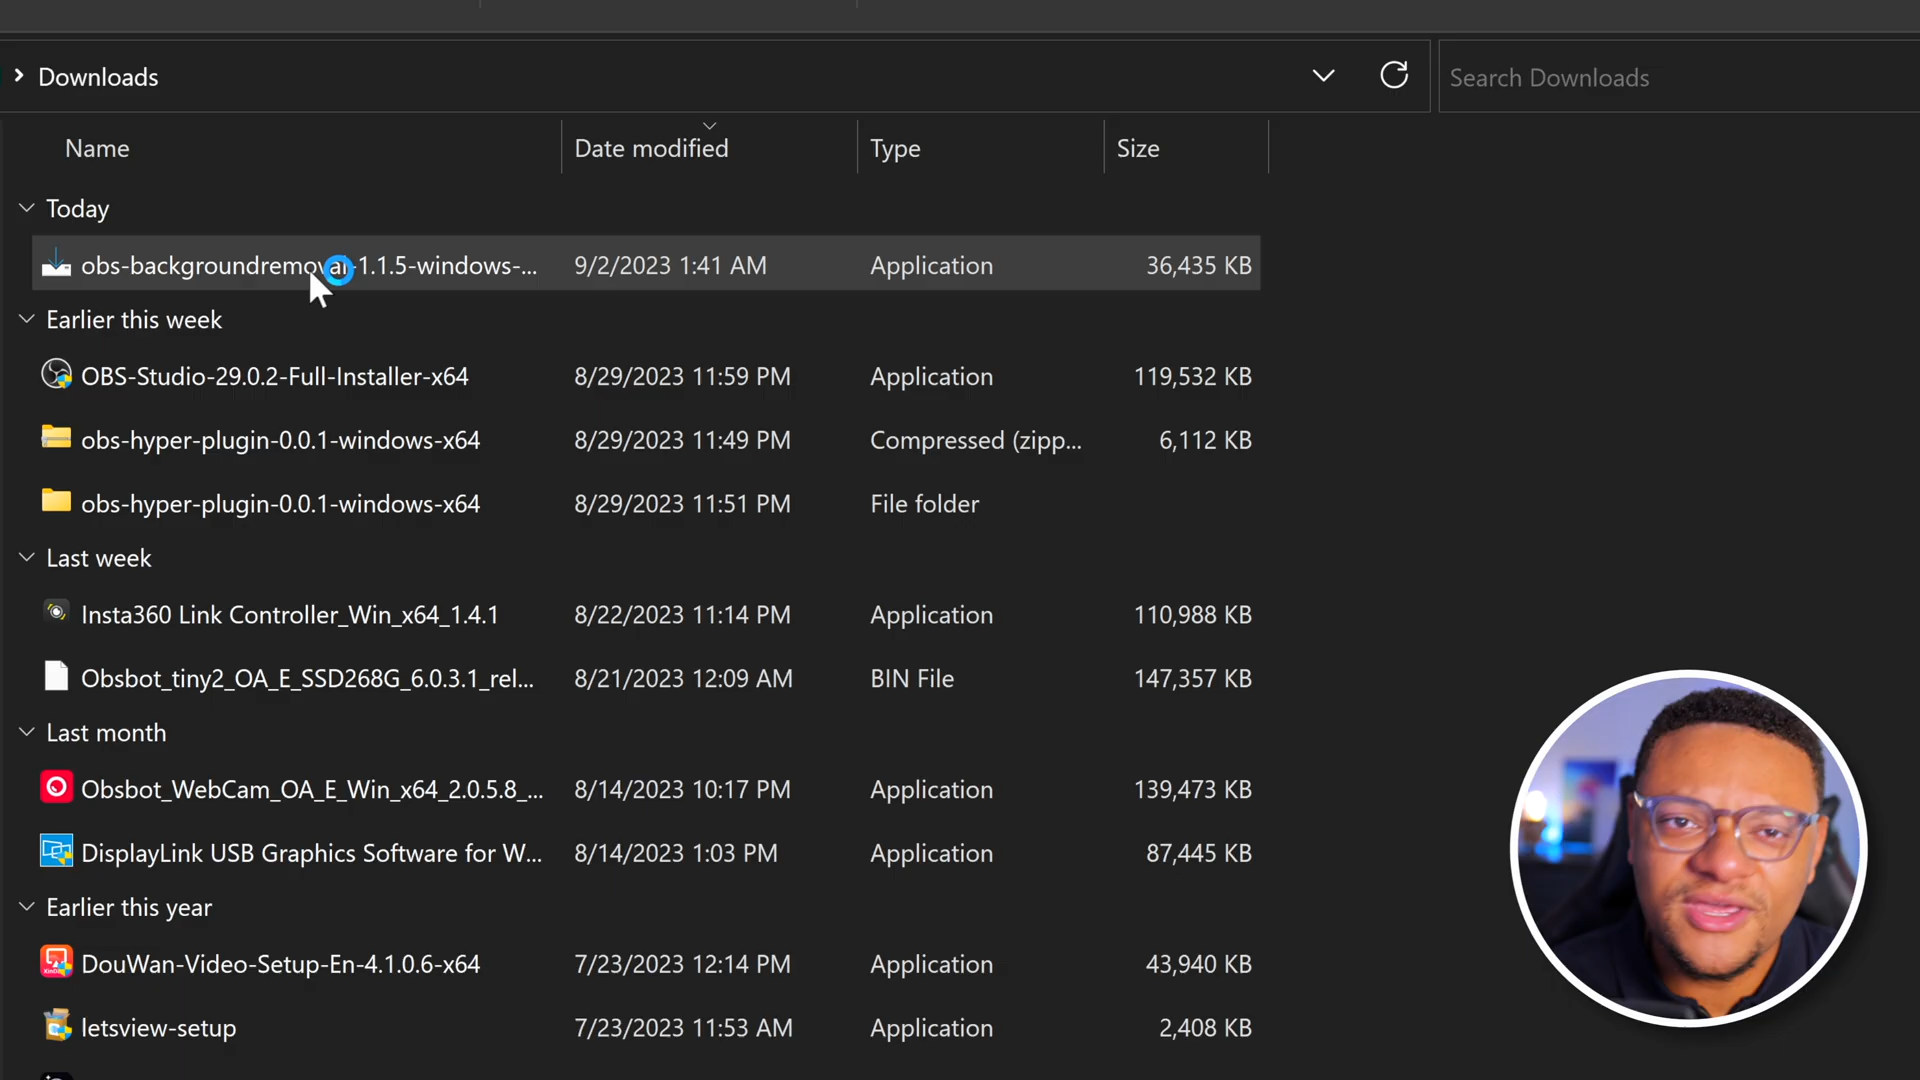 Downloads
Search Downloads
Name Date modified Type Size
Today
obs-backgroundremoval-1.1.5-windows-... 9/2/2023 1:41 AM Application 36,435 KB
Earlier this week
OBS-Studio-29.0.2-Full-Installer-x64 8/29/2023 11:59 PM Application 119,532 KB
obs-hyper-plugin-0.0.1-windows-x64 8/29/2023 11:49 PM Compressed (zipp... 6,112 KB
obs-hyper-plugin-0.0.1-windows-x64 8/29/2023 11:51 PM File folder
Last week
Insta360 Link Controller_Win_x64_1.4.1 8/22/2023 11:14 PM Application 110,988 KB
Obsbot_tiny2_OA_E_SSD268G_6.0.3.1_rel... 8/21/2023 12:09 AM BIN File 147,357 KB
Last month
Obsbot_WebCam_OA_E_Win_x64_2.0.5.8_... 8/14/2023 10:17 PM Application 139,473 KB
DisplayLink USB Graphics Software for W... 8/14/2023 1:03 PM Application 87,445 KB
Earlier this year
DouWan-Video-Setup-En-4.1.0.6-x64 7/23/2023 12:14 PM Application 43,940 KB
letsview-setup 7/23/2023 11:53 AM Application 2,408 KB